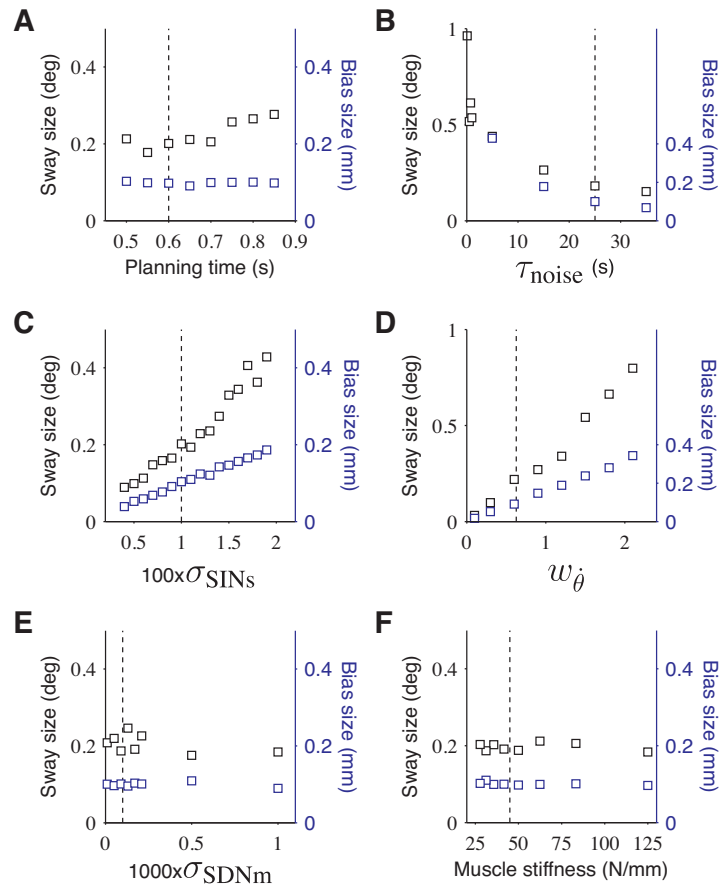 A
Sway size (deg)
0.4
0.2
0
0.5 0.6 0.7 0.8 0.9
Planning time (s)
0.4
0.2
0
Bias size (mm)
B
Sway size (deg)
1
0.5
0
0 10 20 30
τnoise (s)
0.4
0.2
0
Bias size (mm)
C
Sway size (deg)
0.4
0.2
0
0.5 1 1.5 2
100xσSINs
0.4
0.2
0
Bias size (mm)
D
Sway size (deg)
1
0.5
0
0 1 2
wθ̇
0.4
0.2
0
Bias size (mm)
E
Sway size (deg)
0.4
0.2
0
0 0.5 1
1000xσSDNm
0.4
0.2
0
Bias size (mm)
F
Sway size (deg)
0.4
0.2
0
25 50 75 100 125
Muscle stiffness (N/mm)
0.4
0.2
0
Bias size (mm)